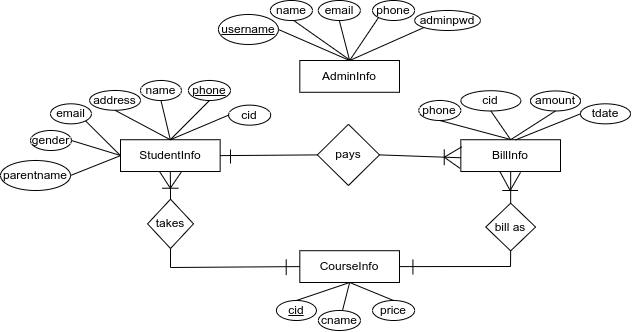 name
email
phone
username
adminpwd
AdminInfo
name
phone
address
cid
email
gender
parentname
StudentInfo
pays
phone
cid
amount
tdate
BillInfo
takes
bill as
CourseInfo
cid
cname
price